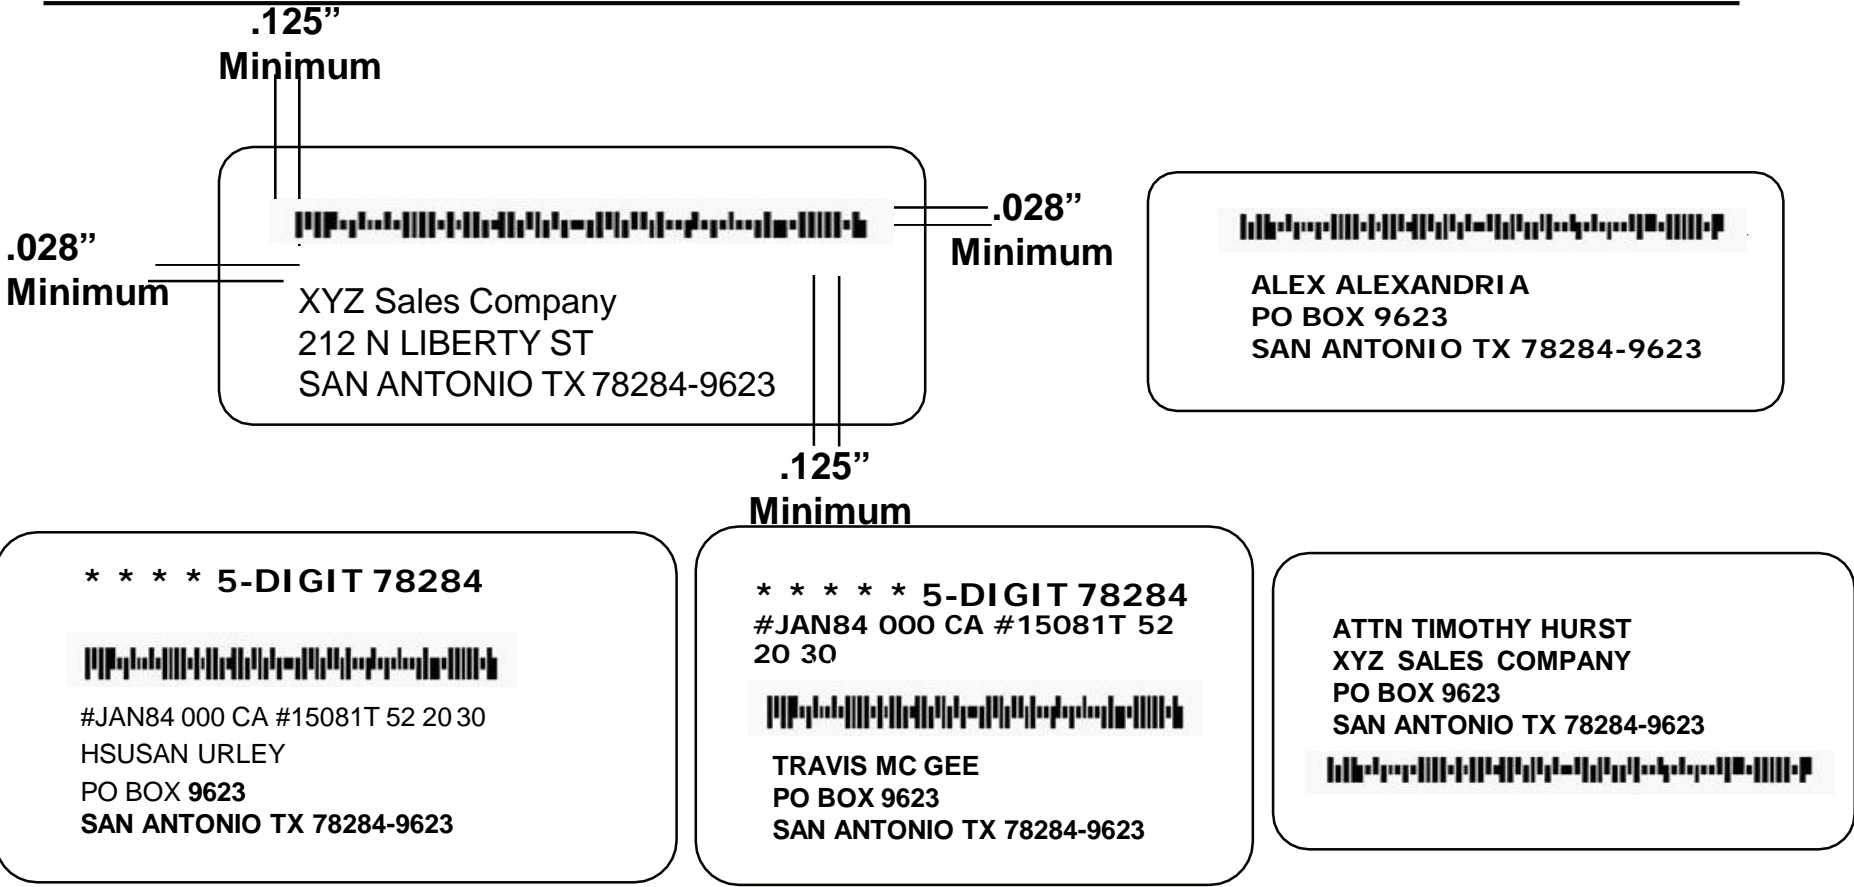 .125”
Minimum
.028”
Minimum
.028”
Minimum
XYZ Sales Company
212 N LIBERTY ST
SAN ANTONIO TX 78284-9623
.125”
Minimum
ALEX ALEXANDRIA
PO BOX 9623
SAN ANTONIO TX 78284-9623
* * * * 5-DIGIT 78284
#JAN84 000 CA #15081T 52 20 30
HSUSAN URLEY
PO BOX 9623
SAN ANTONIO TX 78284-9623
* * * * * 5-DIGIT 78284
#JAN84 000 CA #15081T 52
20 30
TRAVIS MC GEE
PO BOX 9623
SAN ANTONIO TX 78284-9623
ATTN TIMOTHY HURST
XYZ SALES COMPANY
PO BOX 9623
SAN ANTONIO TX 78284-9623